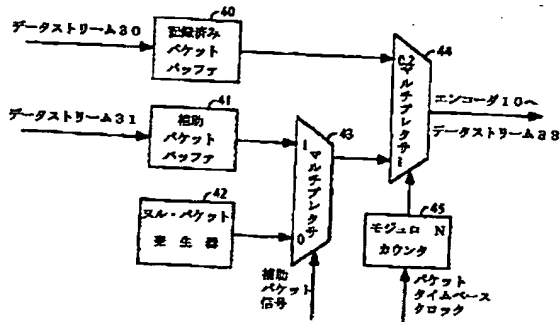 データストリーム30
40
記録済み
パケット
バッファ
44
0,2
マルチプレクサ
1
エンコーダ10へ
データストリーム33
データストリーム31
41
補助
パケット
バッファ
43
1
マルチプレクサ
0
42
ヌル・パケット
発生器
45
モジュロ N
カウンタ
補助
パケット
信号
パケット
タイムベース
クロック